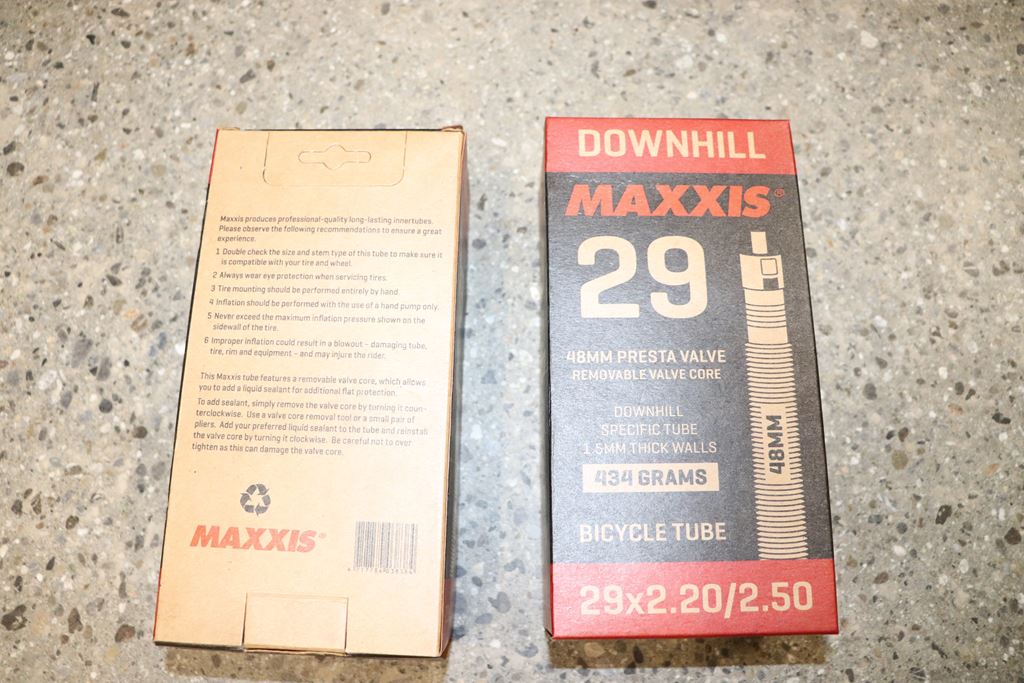 Maxxis produces professional-quality long-lasting innertubes.
Please observe the following recommendations to ensure a great
experience.
1 Double check the size and stem type of this tube to make sure it
is compatible with your tire and wheel.
2 Always wear eye protection when servicing tires.
3 Tire mounting should be performed entirely by hand.
4 Inflation should be performed with the use of a hand pump only.
5 Never exceed the maximum inflation pressure shown on the
sidewall of the tire.
6 Improper inflation could result in a blowout – damaging tube,
tire, rim and equipment – and may injure the rider.
This Maxxis tube features a removable valve core, which allows
you to add a liquid sealant for additional flat protection.
To add sealant, simply remove the valve core by turning it coun-
terclockwise. Use a valve core removal tool or a small pair of
pliers. Add your preferred liquid sealant to the tube and reinstall
the valve core by turning it clockwise. Be careful not to over
tighten as this can damage the valve core.
MAXXIS®
DOWNHILL
MAXXIS®
29
48MM PRESTA VALVE
REMOVABLE VALVE CORE
DOWNHILL
SPECIFIC TUBE
1.5MM THICK WALLS
434 GRAMS
48MM
BICYCLE TUBE
29x2.20/2.50